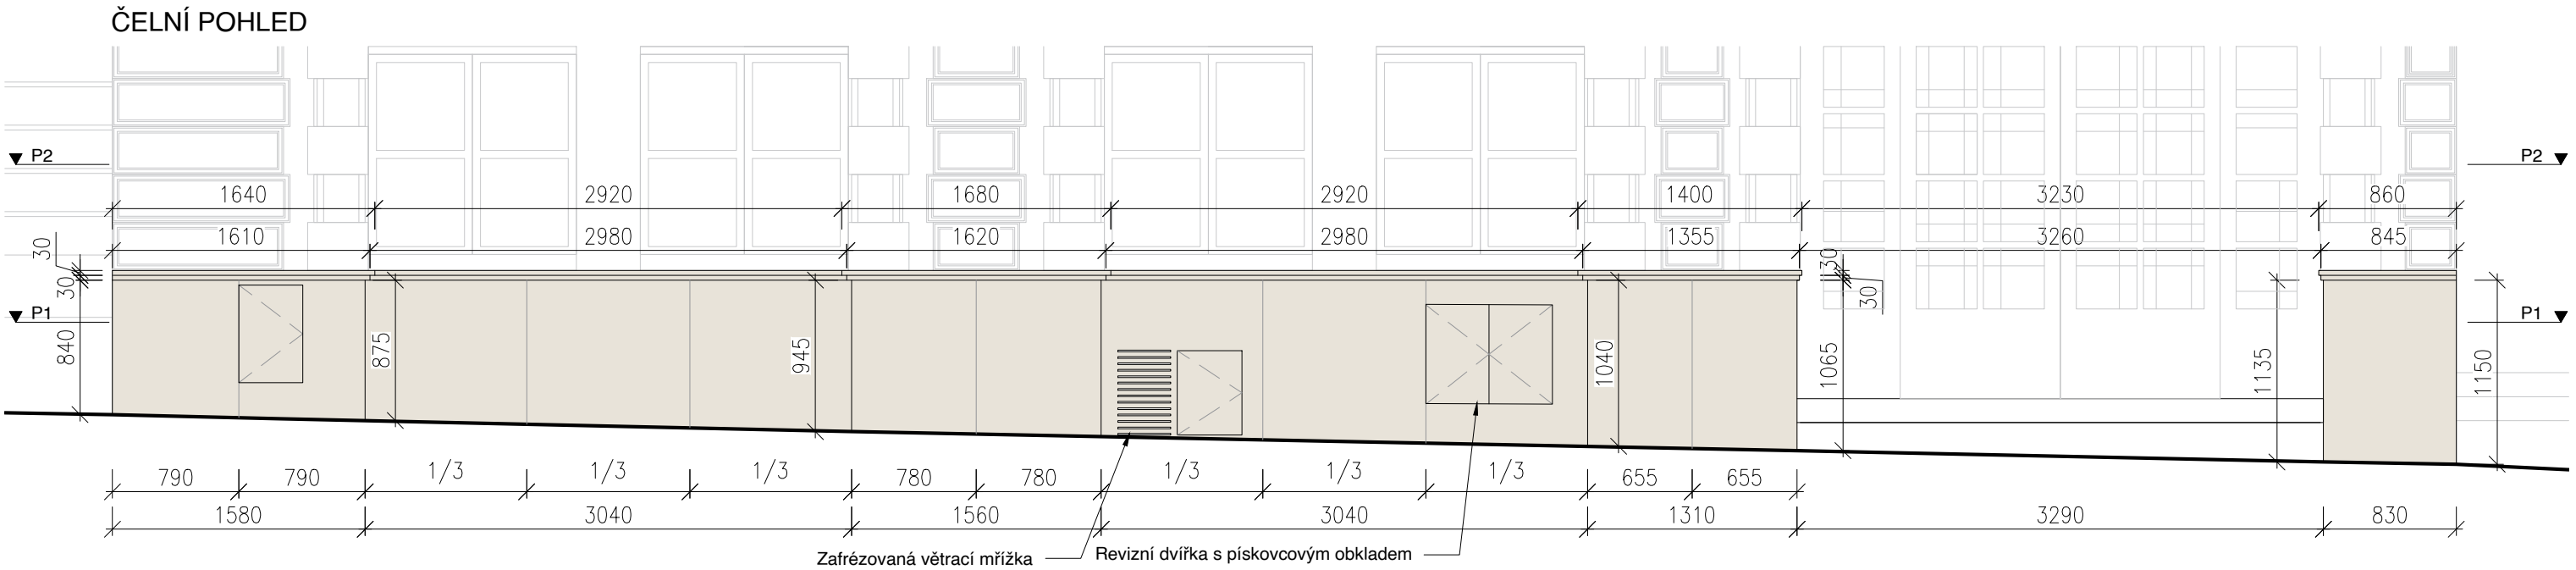 ČELNÍ POHLED
P2
P2
1640 2920 1680 2920 1400 3230 860
1610 2980 1620 2980 1355 3260 845
30
30
30
30
P1
P1
840
875
945
1040
1065
1135
1150
790 790 1/3 1/3 1/3 780 780 1/3 1/3 1/3 655 655
1580 3040 1560 3040 1310 3290 830
Zafrézovaná větrací mřížka
Revizní dvířka s pískovcovým obkladem